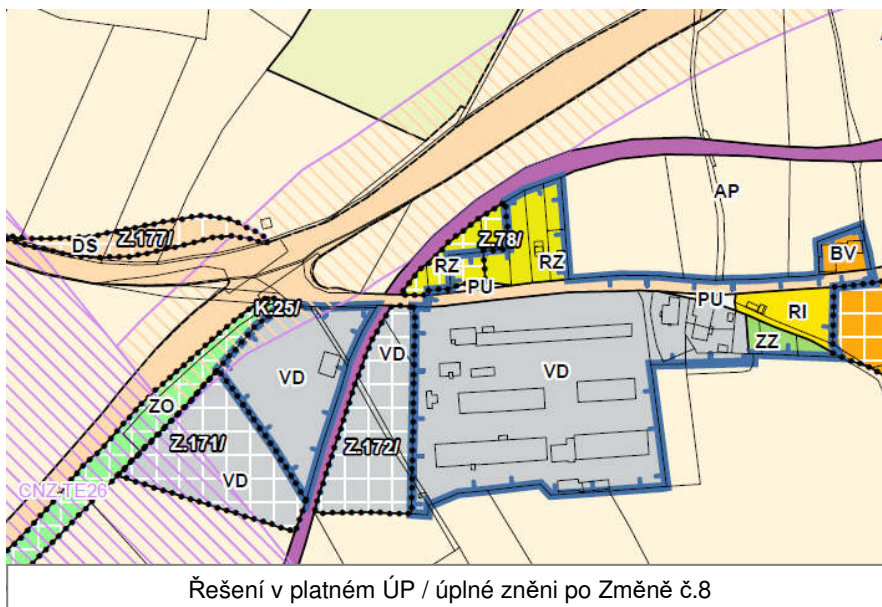 AP
BV
DS
Z.177/
Z.78/
RZ
RZ
PU
PU
RI
ZZ
K.25/
VD
VD
VD
ZO
Z.171/
Z.172/
VD
CNZ-TE26
Řešení v platném ÚP / úplné zněni po Změně č.8